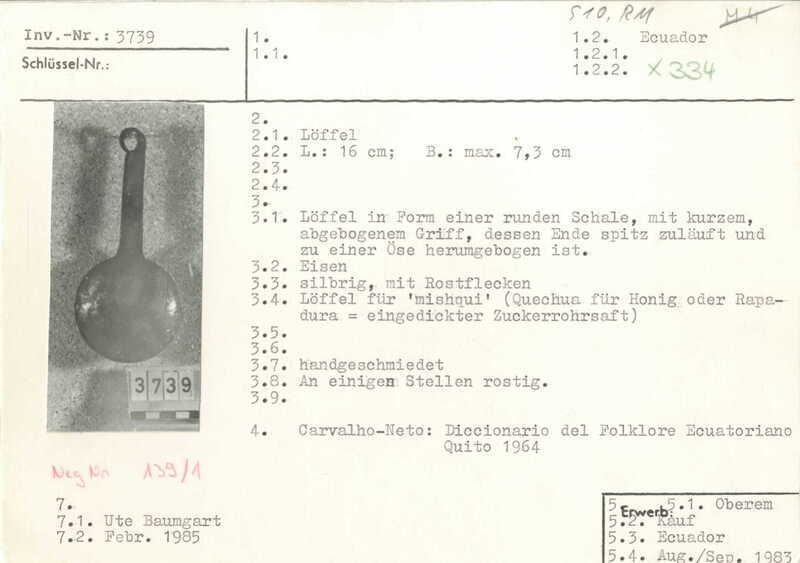 S10, RM M4
Inv.-Nr.: 3739
Schlüssel-Nr.:
1.
1.1.
1.2. Ecuador
1.2.1.
1.2.2. X 334
2.
2.1. Löffel
2.2. L.: 16 cm; B.: max. 7,3 cm
2.3.
2.4.
3.
3.1. Löffel in Form einer runden Schale, mit kurzem,
abgebogenem Griff, dessen Ende spitz zuläuft und
zu einer Öse herumgebogen ist.
3.2. Eisen
3.3. silbrig, mit Rostflecken
3.4. Löffel für 'mishqui' (Quechua für Honig oder Rapa-
dura = eingedickter Zuckerrohrsaft)
3.5.
3.6.
3.7. handgeschmiedet
3.8. An einigen Stellen rostig.
3.9.
4. Carvalho-Neto: Diccionario del Folklore Ecuatoriano
Quito 1964
3739
Neg Nr 139/1
7.
7.1. Ute Baumgart
7.2. Febr. 1985
5. Erwerb: 5.1. Oberem
5.2. Kauf
5.3. Ecuador
5.4. Aug./Sep. 1983